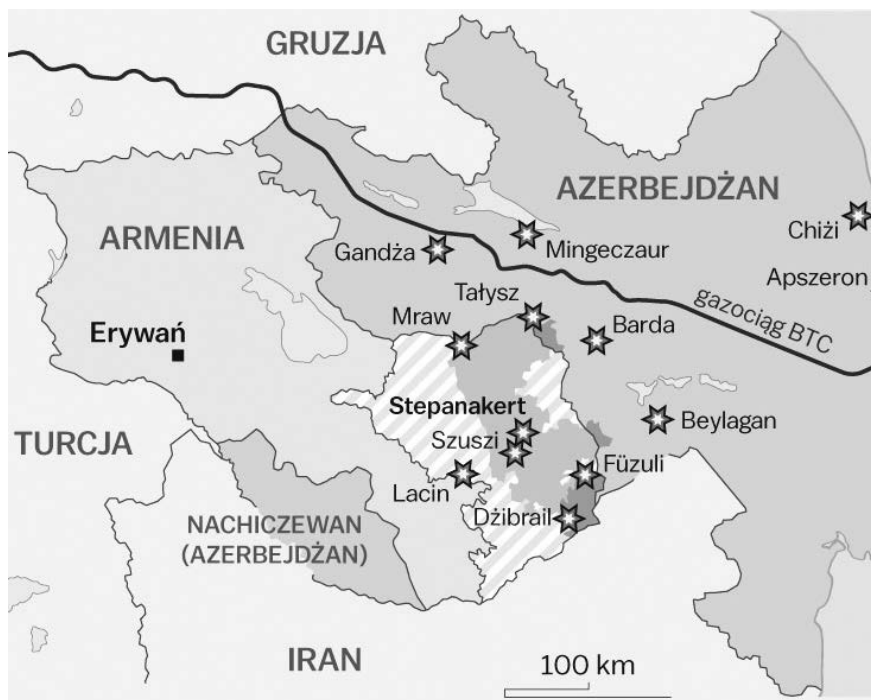 GRUZJA
AZERBEJDŻAN
Chiżi
ARMENIA
Gandża
Mingeczaur
Apszeron
Tałysz
gazociąg BTC
Mraw
Barda
Erywań
Stepanakert
Beylagan
TURCJA
Szuszi
Füzuli
Lacin
Dżibrail
NACHICZEWAN
(AZERBEJDŻAN)
IRAN
100 km